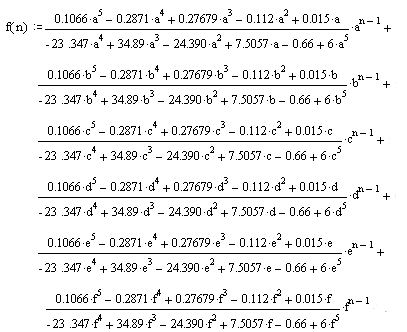 f(n) := (0.1066·a^5 − 0.2871·a^4 + 0.27679·a^3 − 0.112·a^2 + 0.015·a)/(-23 .347·a^4 + 34.89·a^3 − 24.390·a^2 + 7.5057·a − 0.66 + 6·a^5)·a^(n−1) +
(0.1066·b^5 − 0.2871·b^4 + 0.27679·b^3 − 0.112·b^2 + 0.015·b)/(-23 .347·b^4 + 34.89·b^3 − 24.390·b^2 + 7.5057·b − 0.66 + 6·b^5)·b^(n−1) +
(0.1066·c^5 − 0.2871·c^4 + 0.27679·c^3 − 0.112·c^2 + 0.015·c)/(-23 .347·c^4 + 34.89·c^3 − 24.390·c^2 + 7.5057·c − 0.66 + 6·c^5)·c^(n−1) +
(0.1066·d^5 − 0.2871·d^4 + 0.27679·d^3 − 0.112·d^2 + 0.015·d)/(-23 .347·d^4 + 34.89·d^3 − 24.390·d^2 + 7.5057·d − 0.66 + 6·d^5)·d^(n−1) +
(0.1066·e^5 − 0.2871·e^4 + 0.27679·e^3 − 0.112·e^2 + 0.015·e)/(-23 .347·e^4 + 34.89·e^3 − 24.390·e^2 + 7.5057·e − 0.66 + 6·e^5)·e^(n−1) +
(0.1066·f^5 − 0.2871·f^4 + 0.27679·f^3 − 0.112·f^2 + 0.015·f)/(-23 .347·f^4 + 34.89·f^3 − 24.390·f^2 + 7.5057·f − 0.66 + 6·f^5)·f^(n−1) .